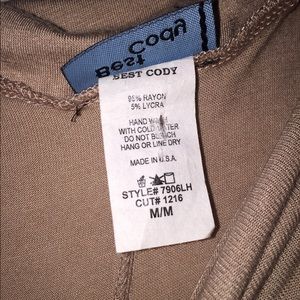 Best
Cody
BEST CODY
95% RAYON
5% LYCRA
HAND WASH
WITH COLD WATER
DO NOT BLEACH
HANG OR LINE DRY
MADE IN U.S.A.
STYLE# 7906LH
CUT# 1216
M/M